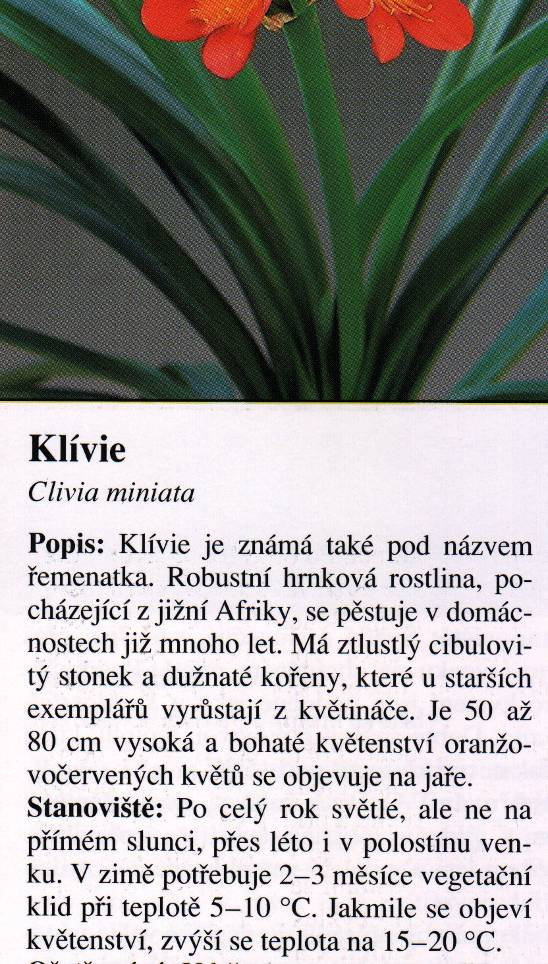 Klívie
Clivia miniata
Popis: Klívie je známá také pod názvem
řemenatka. Robustní hrnková rostlina, po-
cházející z jižní Afriky, se pěstuje v domác-
nostech již mnoho let. Má ztlustlý cibulovi-
tý stonek a dužnaté kořeny, které u starších
exemplářů vyrůstají z květináče. Je 50 až
80 cm vysoká a bohaté květenství oranžo-
vočervených květů se objevuje na jaře.
Stanoviště: Po celý rok světlé, ale ne na
přímém slunci, přes léto i v polostínu ven-
ku. V zimě potřebuje 2–3 měsíce vegetační
klid při teplotě 5–10 °C. Jakmile se objeví
květenství, zvýší se teplota na 15–20 °C.